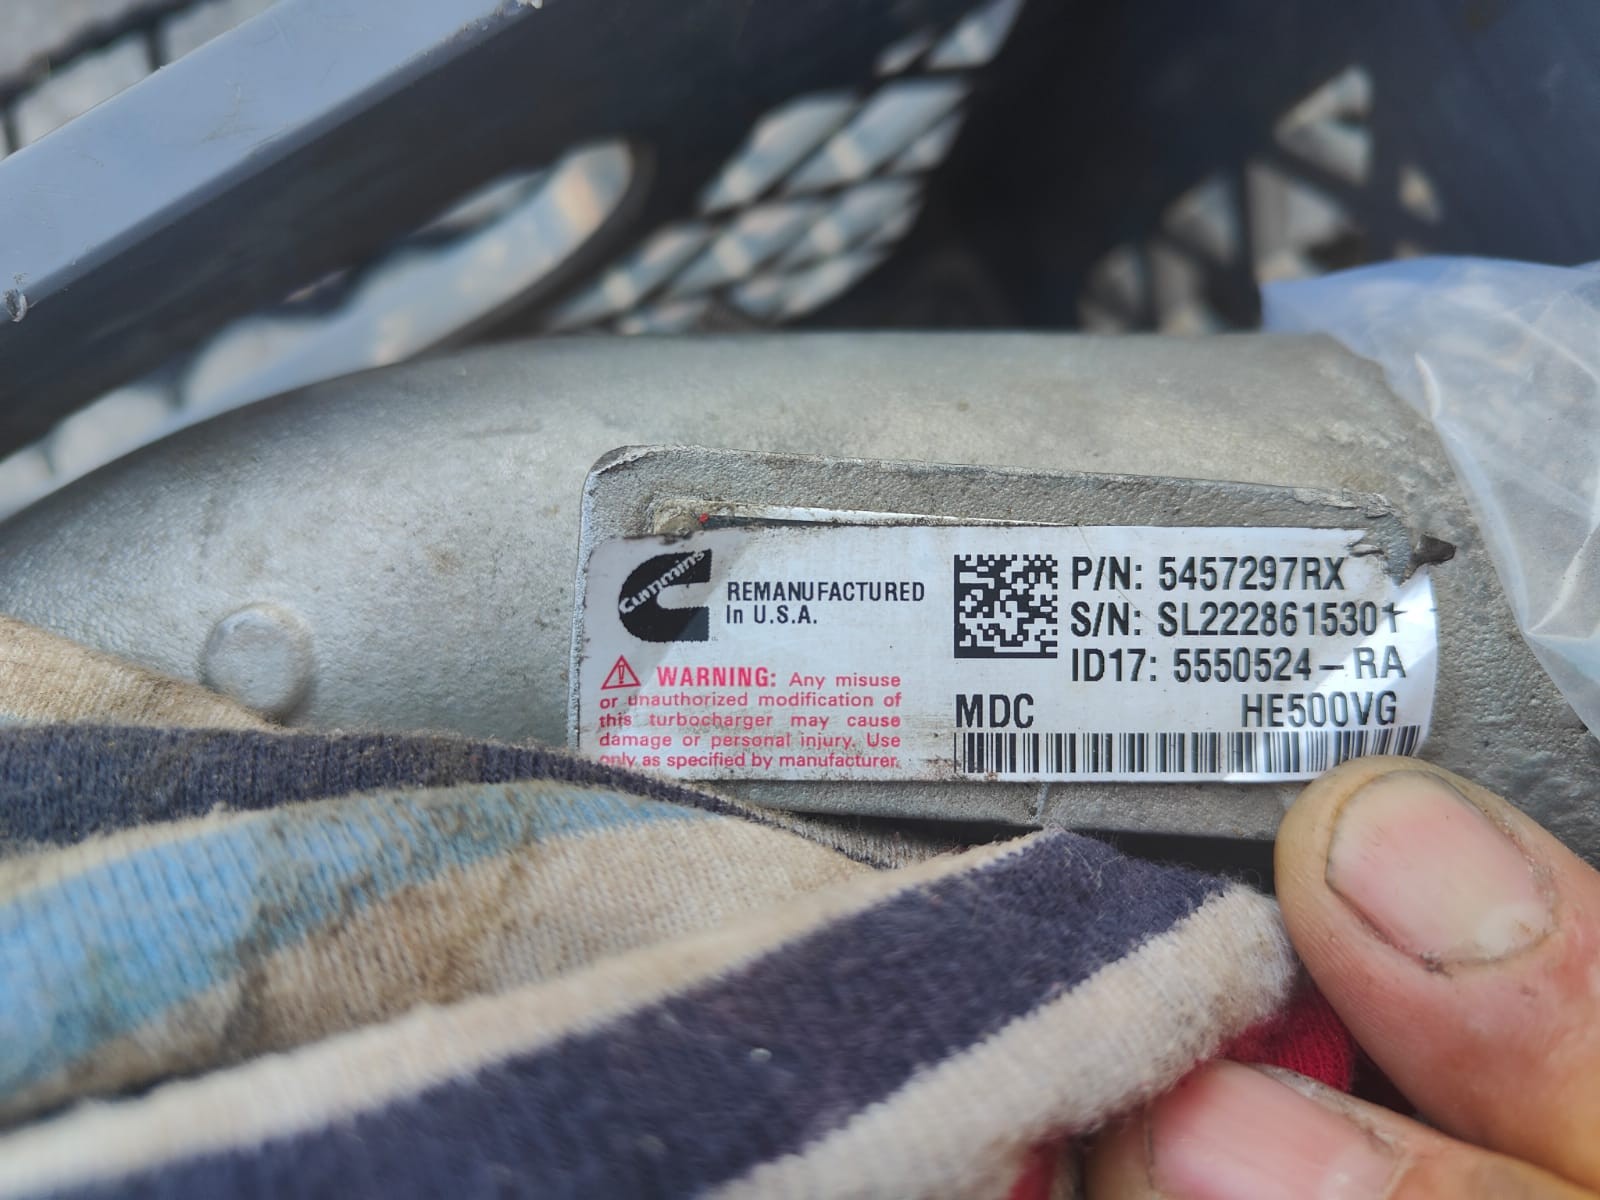 Cummins
REMANUFACTURED
In U.S.A.
WARNING: Any misuse
or unauthorized modification of
this turbocharger may cause
damage or personal injury. Use
only as specified by manufacturer.
P/N: 5457297RX
S/N: SL2228615301
ID17: 5550524-RA
MDC HE500VG